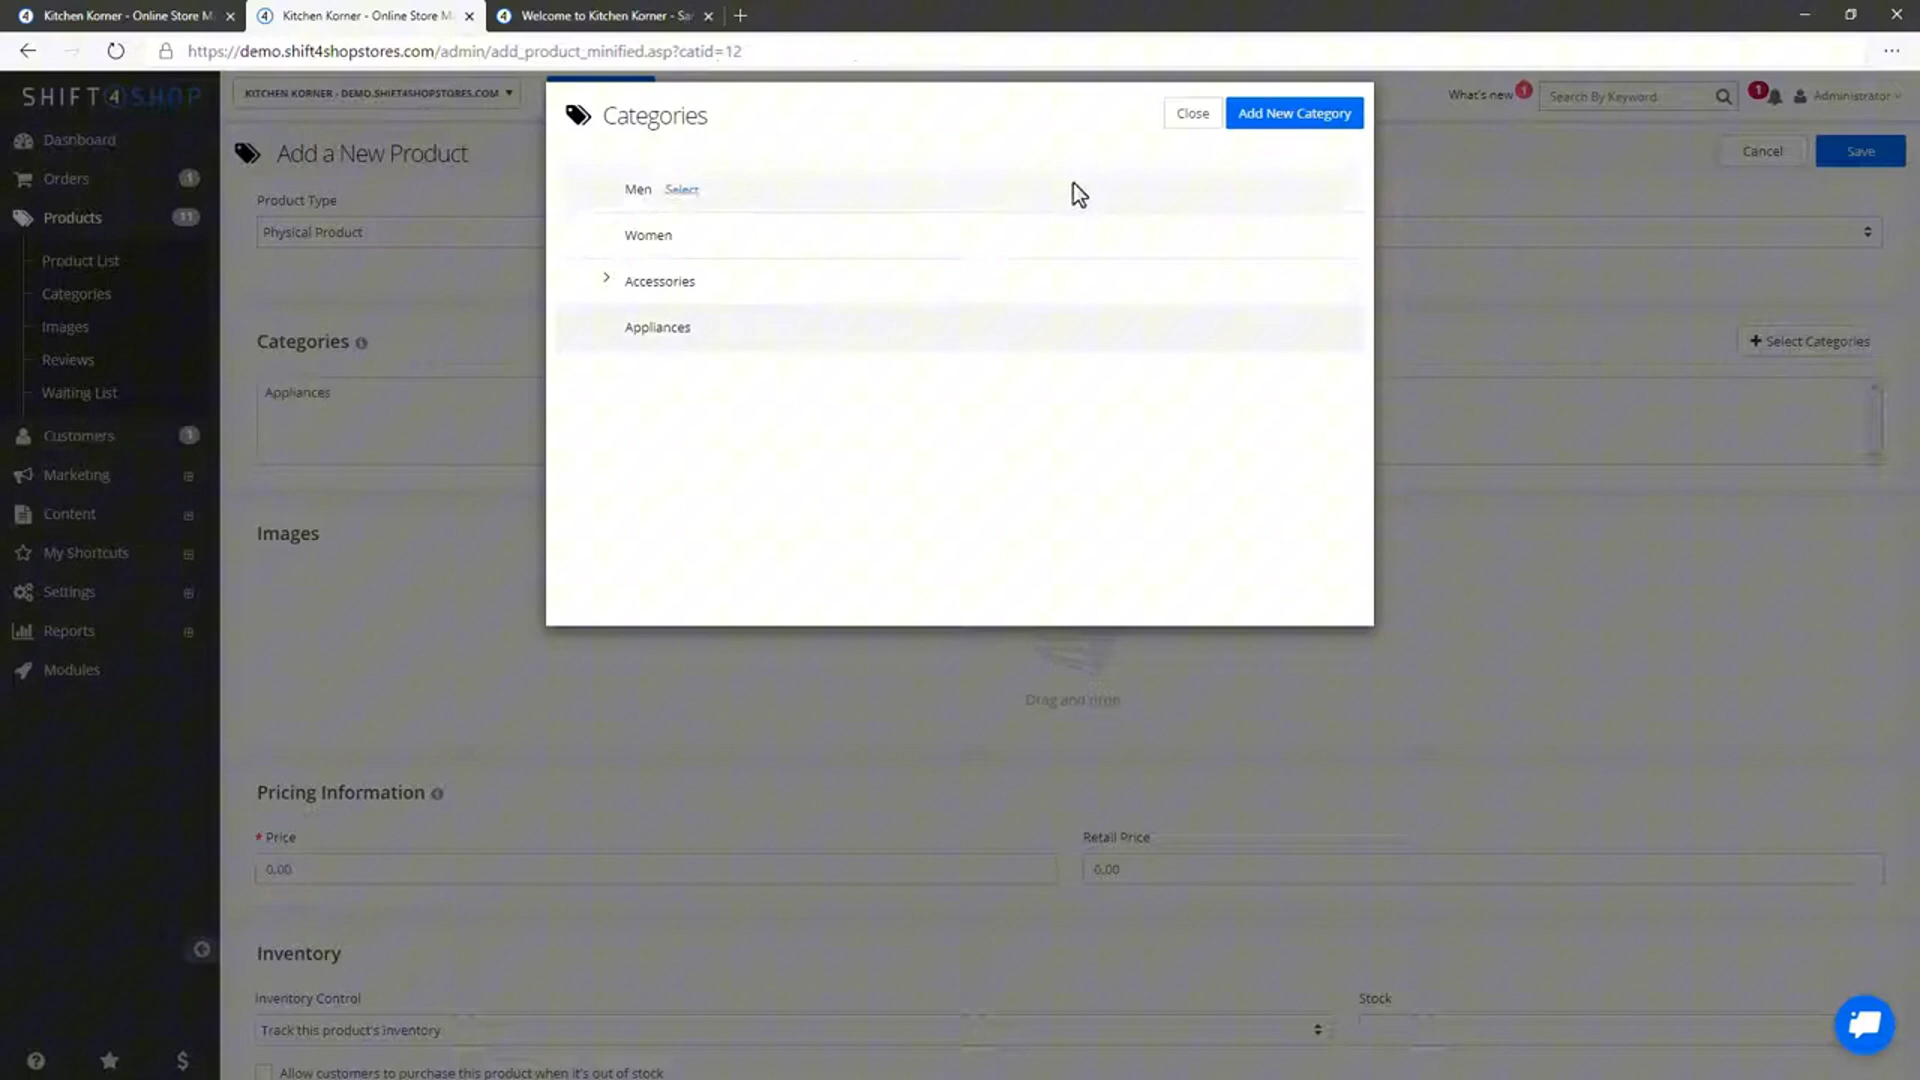 Kitchen Korner - Online Store M
Kitchen Korner - Online Store M
Welcome to Kitchen Korner - Sa
https://demo.shift4shopstores.com/admin/add_product_minified.asp?catid=12
SHIFT4SHOP
KITCHEN KORNER - DEMO.SHIFT4SHOPSTORES.COM
What's new 1
Search By Keyword
1
Administrator
Categories
Close
Add New Category
Men Select
Women
Accessories
Appliances
Dashboard
Orders 1
Products 11
Product List
Categories
Images
Reviews
Waiting List
Customers 1
Marketing
Content
My Shortcuts
Settings
Reports
Modules
Add a New Product
Cancel
Save
Product Type
Physical Product
Categories
+ Select Categories
Appliances
Images
Drag and drop
Pricing Information
* Price
Retail Price
0.00
0.00
Inventory
Inventory Control
Stock
Track this product's inventory
Allow customers to purchase this product when it's out of stock